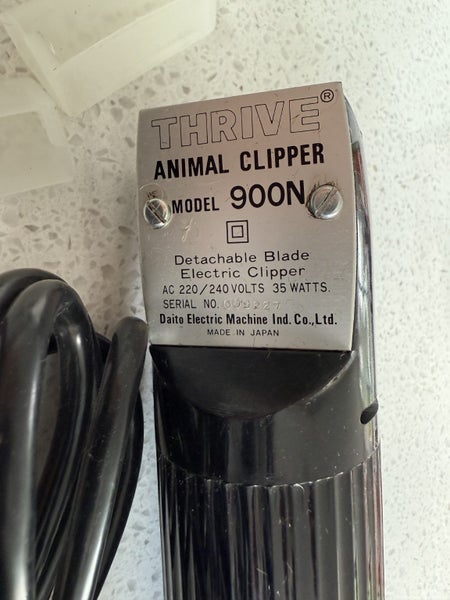 THRIVE®
ANIMAL CLIPPER
MODEL 900N
Detachable Blade
Electric Clipper
AC 220/240 VOLTS 35 WATTS.
SERIAL NO.
Daito Electric Machine Ind. Co., Ltd.
MADE IN JAPAN